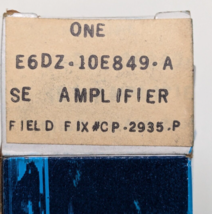 ONE
E6DZ-10E849-A
SE AMPLIFIER
FIELD FIX#CP-2935-P